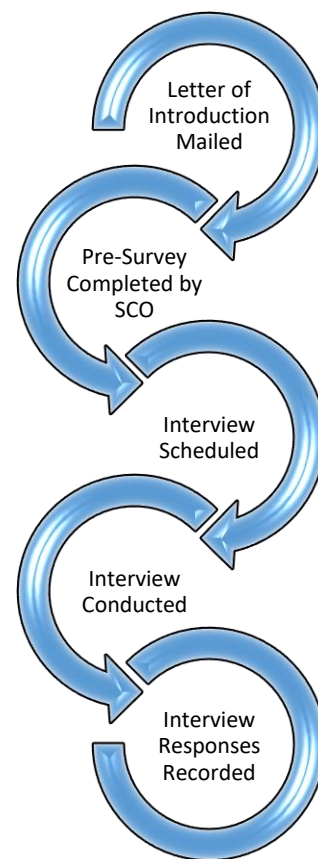 Letter of
Introduction
Mailed
Pre-Survey
Completed by
SCO
Interview
Scheduled
Interview
Conducted
Interview
Responses
Recorded